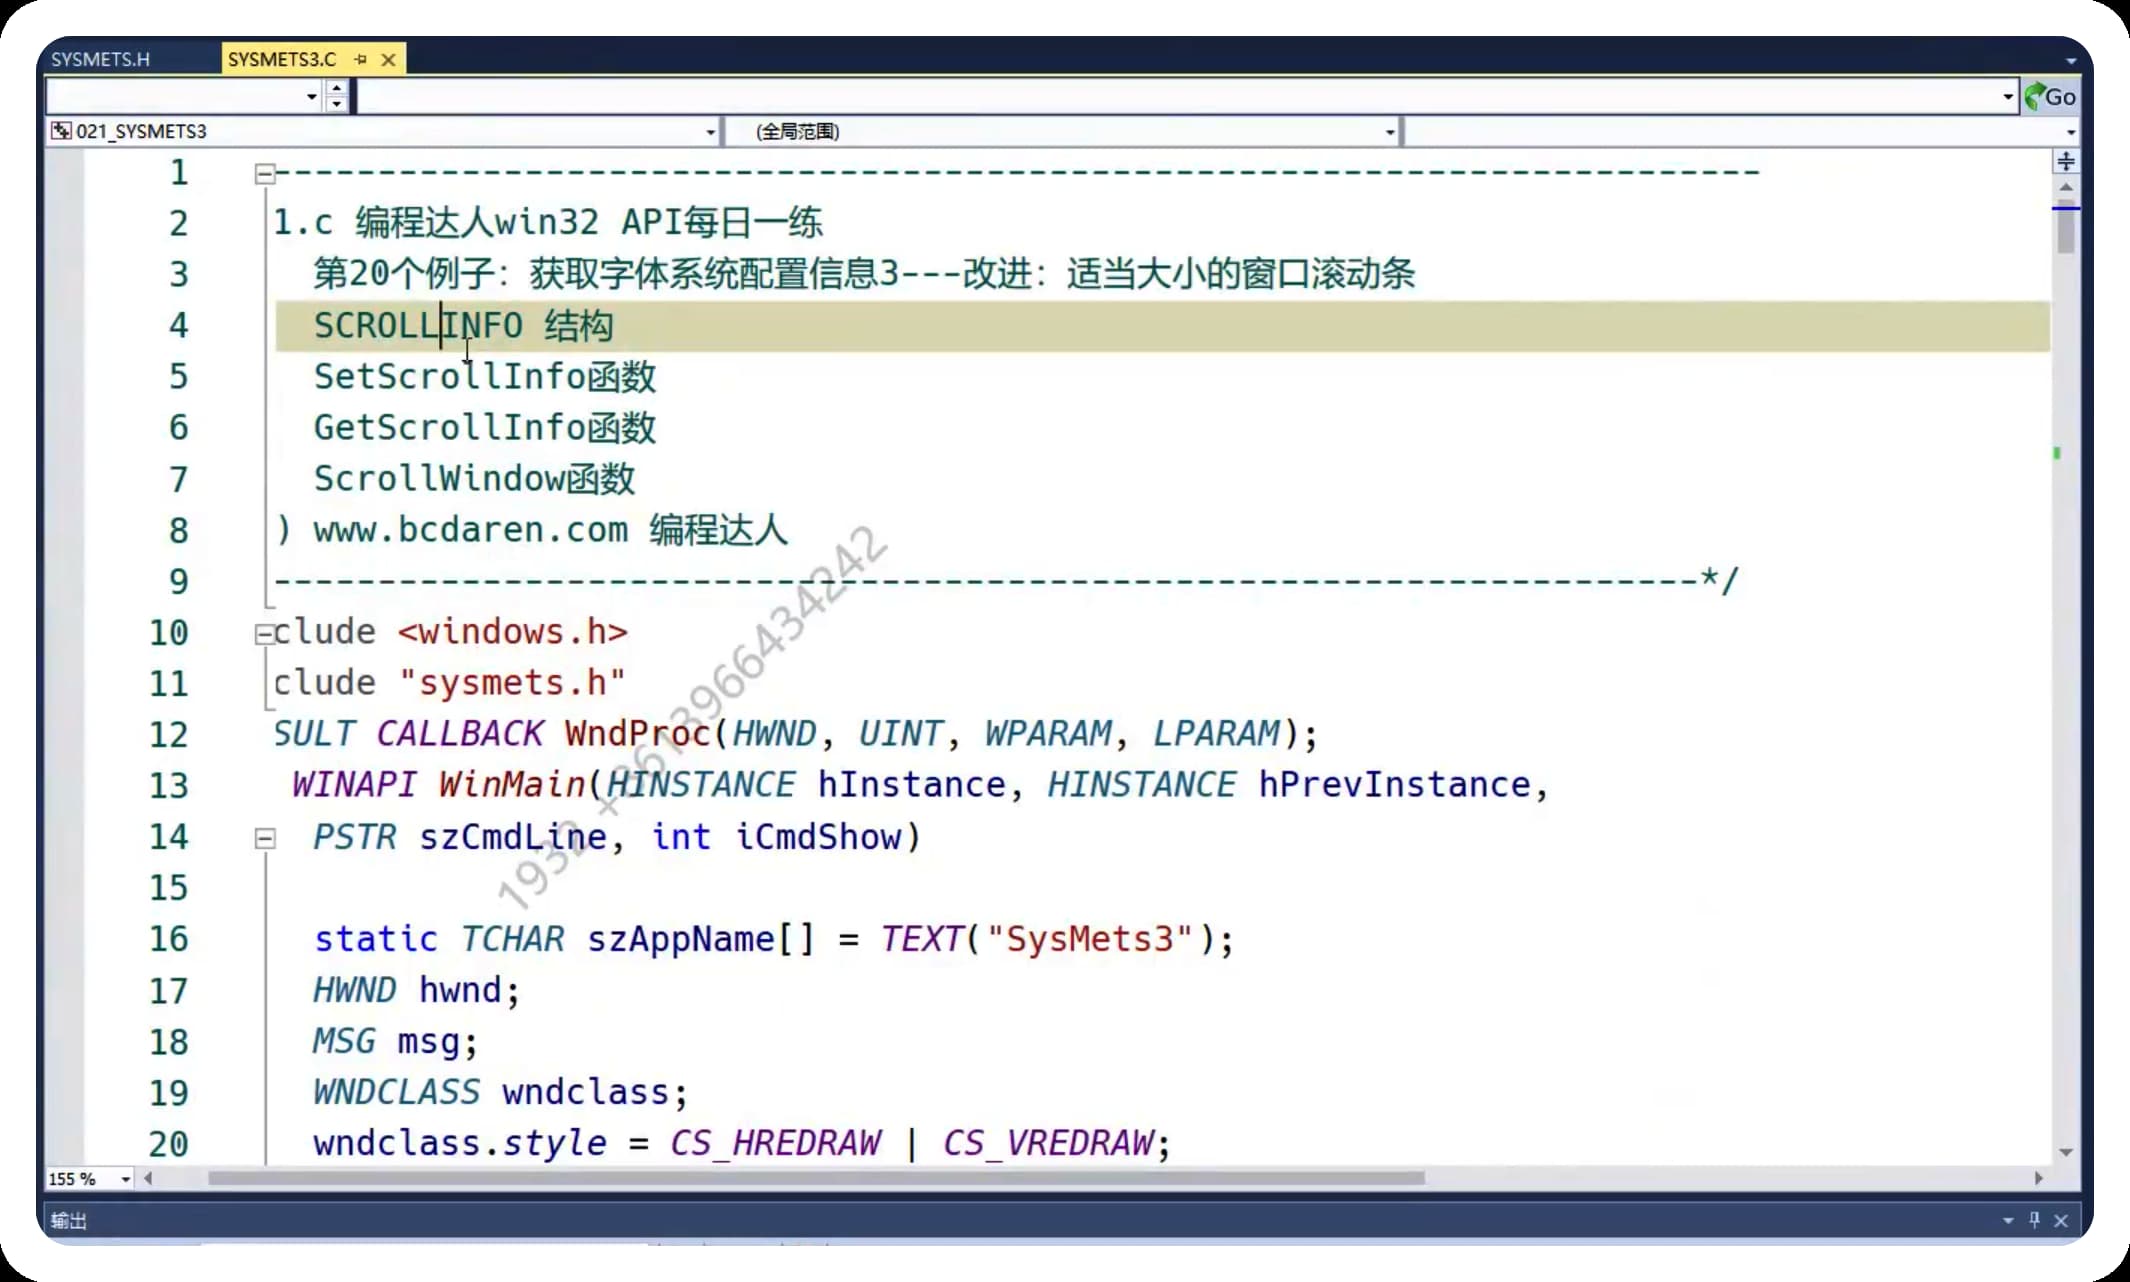 SYSMETS.H
SYSMETS3.C
Go
021_SYSMETS3
(全局范围)
1 ------------------------------------------------------------------------
2 1.c 编程达人win32 API每日一练
3 第20个例子：获取字体系统配置信息3---改进：适当大小的窗口滚动条
4 SCROLLINFO 结构
5 SetScrollInfo函数
6 GetScrollInfo函数
7 ScrollWindow函数
8 ) www.bcdaren.com 编程达人
9 ---------------------------------------------------------------------*/
10 clude <windows.h>
11 clude "sysmets.h"
12 SULT CALLBACK WndProc(HWND, UINT, WPARAM, LPARAM);
13 WINAPI WinMain(HINSTANCE hInstance, HINSTANCE hPrevInstance,
14 PSTR szCmdLine, int iCmdShow)
15
16 static TCHAR szAppName[] = TEXT("SysMets3");
17 HWND hwnd;
18 MSG msg;
19 WNDCLASS wndclass;
20 wndclass.style = CS_HREDRAW | CS_VREDRAW;
1932 +8613966434242
155 %
输出